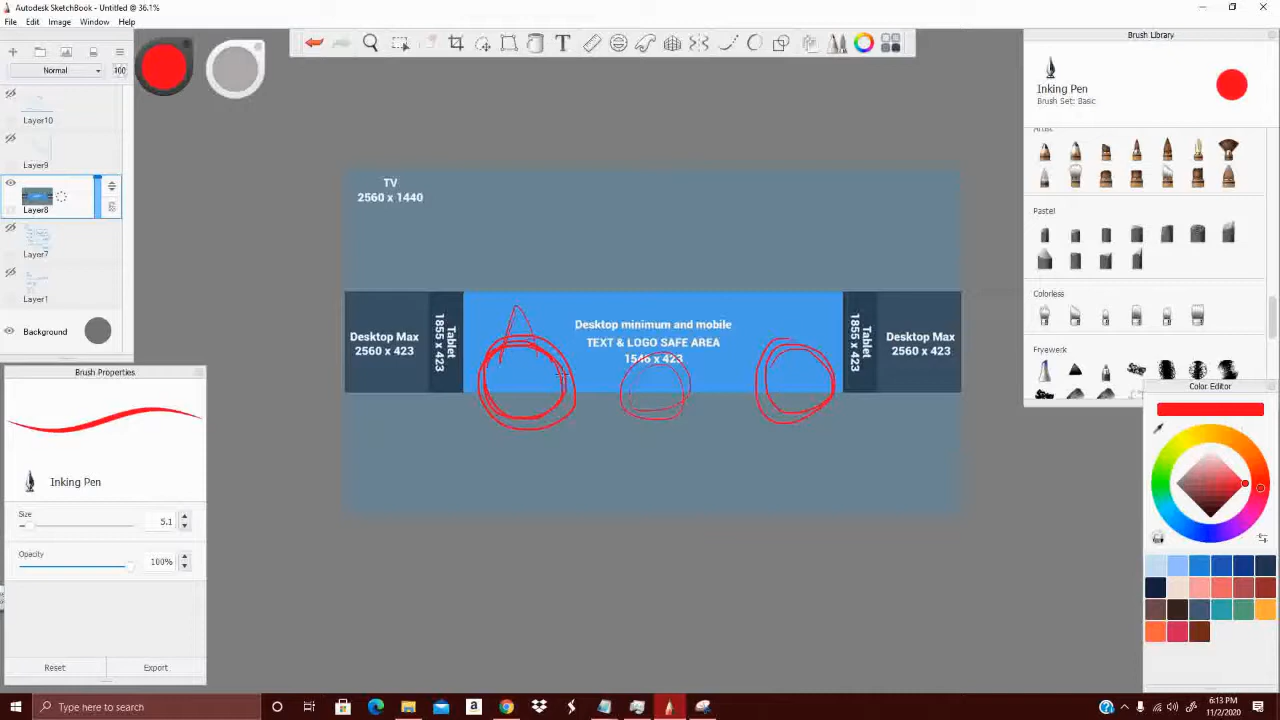 Autodesk SketchBook - Untitled @ 36.1%
File Edit Image Window Help
Normal
100
Layer10
Layer9
Layer8
Layer7
Layer1
Background
Brush Properties
Inking Pen
Size
5.1
Opacity
100%
Reset
Export
TV
2560 x 1440
Desktop Max
2560 x 423
Tablet
1855 x 423
Desktop minimum and mobile
TEXT & LOGO SAFE AREA
1546 x 423
Tablet
1855 x 423
Desktop Max
2560 x 423
Brush Library
Inking Pen
Brush Set: Basic
Artist
Pastel
Colorless
Fryewerk
Color Editor
Type here to search
6:13 PM
11/2/2020